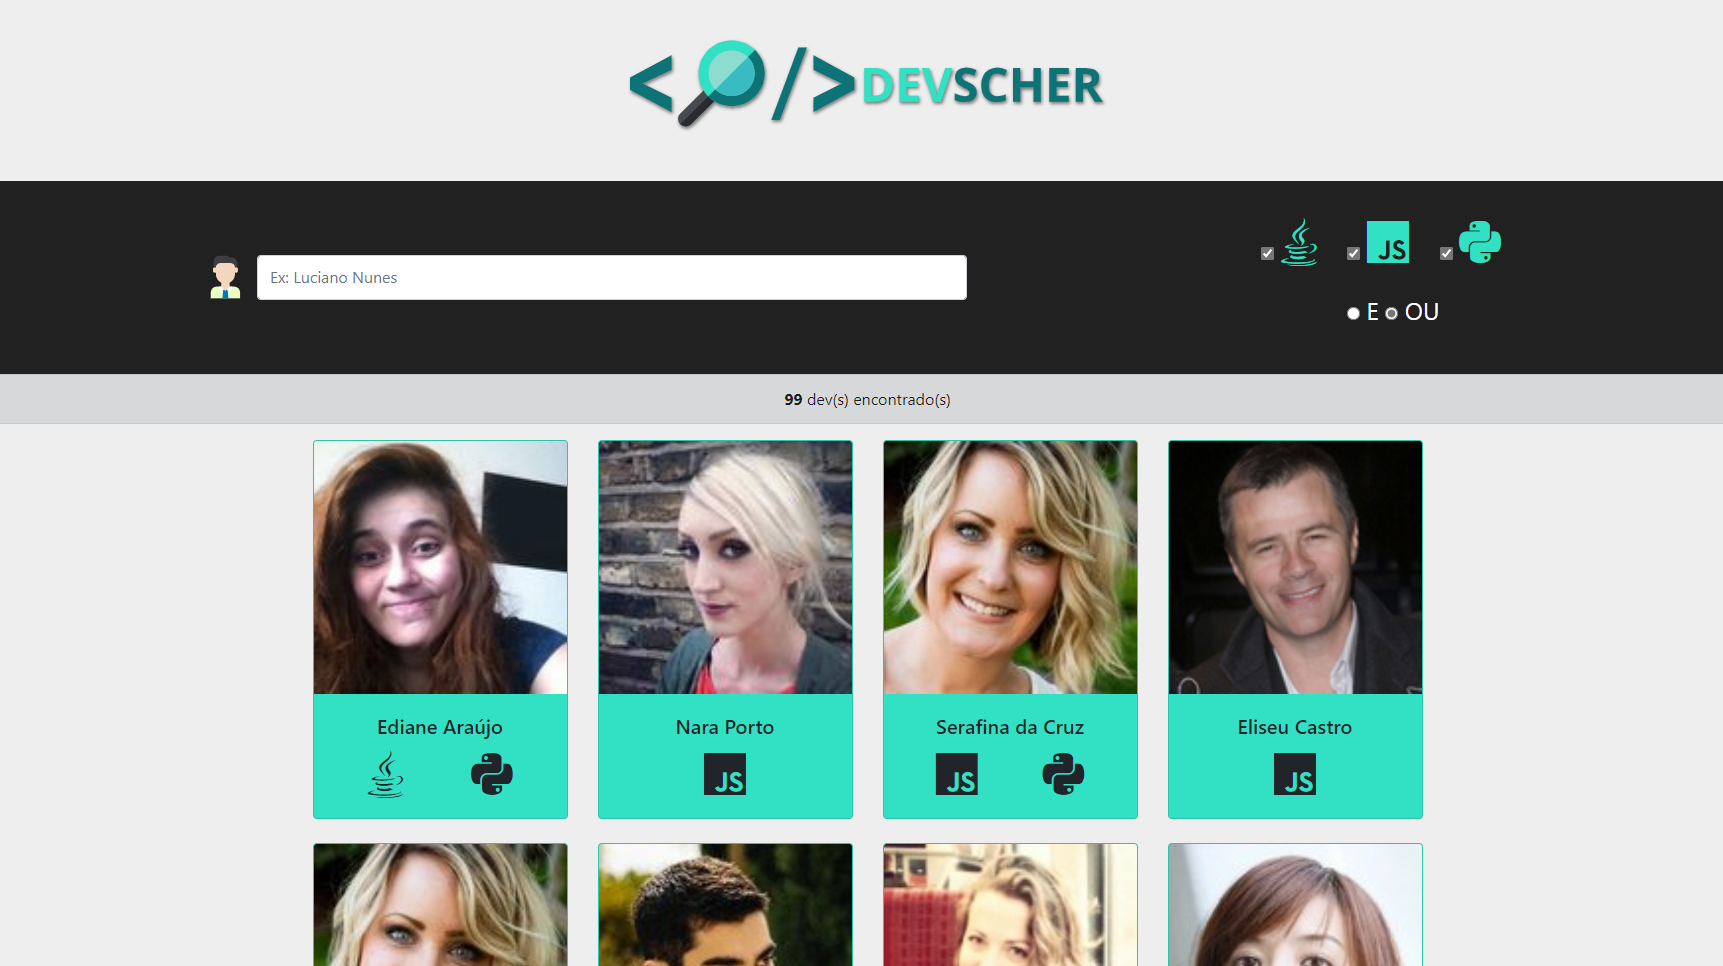 < />DEVSCHER
JS
Ex: Luciano Nunes
E OU
99 dev(s) encontrado(s)
Ediane Araújo
Nara Porto
JS
Serafina da Cruz
JS
Eliseu Castro
JS